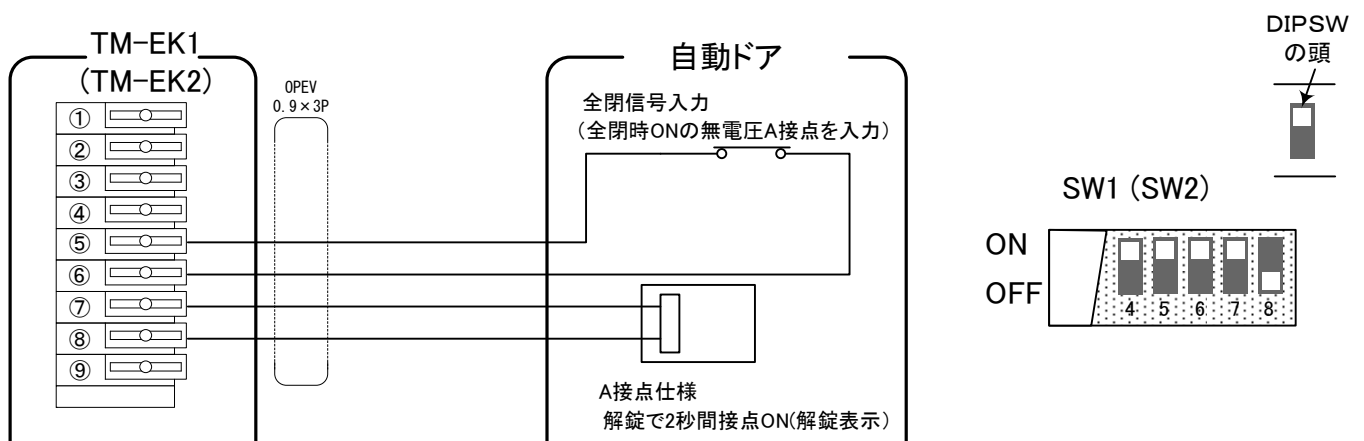 TM-EK1
(TM-EK2)
①
②
③
④
⑤
⑥
⑦
⑧
⑨
OPEV
0.9×3P
自動ドア
全閉信号入力
(全閉時ONの無電圧A接点を入力)
A接点仕様
解錠で2秒間接点ON(解錠表示)
DIPSW
の頭
SW1 (SW2)
ON
OFF
4 5 6 7 8